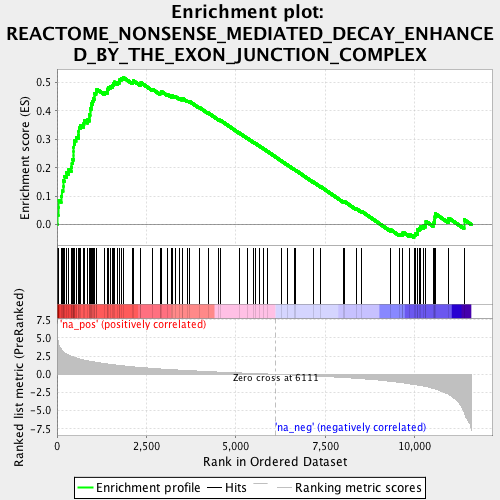 Enrichment plot:
REACTOME_NONSENSE_MEDIATED_DECAY_ENHANCE
D_BY_THE_EXON_JUNCTION_COMPLEX
Enrichment score (ES)
0.5
0.4
0.3
0.2
0.1
0.0
'na_pos' (positively correlated)
Ranked list metric (PreRanked)
7.5
5.0
2.5
0.0
-2.5
-5.0
-7.5
Zero cross at 6111
'na_neg' (negatively correlated)
0
2,500
5,000
7,500
10,000
Rank in Ordered Dataset
Enrichment profile
Hits
Ranking metric scores